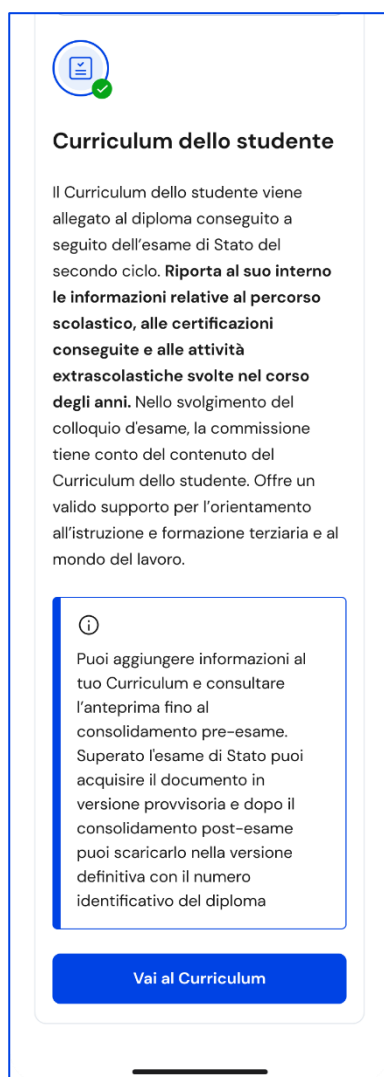 Curriculum dello studente
Il Curriculum dello studente viene
allegato al diploma conseguito a
seguito dell’esame di Stato del
secondo ciclo. Riporta al suo interno
le informazioni relative al percorso
scolastico, alle certificazioni
conseguite e alle attività
extrascolastiche svolte nel corso
degli anni. Nello svolgimento del
colloquio d'esame, la commissione
tiene conto del contenuto del
Curriculum dello studente. Offre un
valido supporto per l’orientamento
all’istruzione e formazione terziaria e al
mondo del lavoro.
Puoi aggiungere informazioni al
tuo Curriculum e consultare
l’anteprima fino al
consolidamento pre-esame.
Superato l'esame di Stato puoi
acquisire il documento in
versione provvisoria e dopo il
consolidamento post-esame
puoi scaricarlo nella versione
definitiva con il numero
identificativo del diploma
Vai al Curriculum